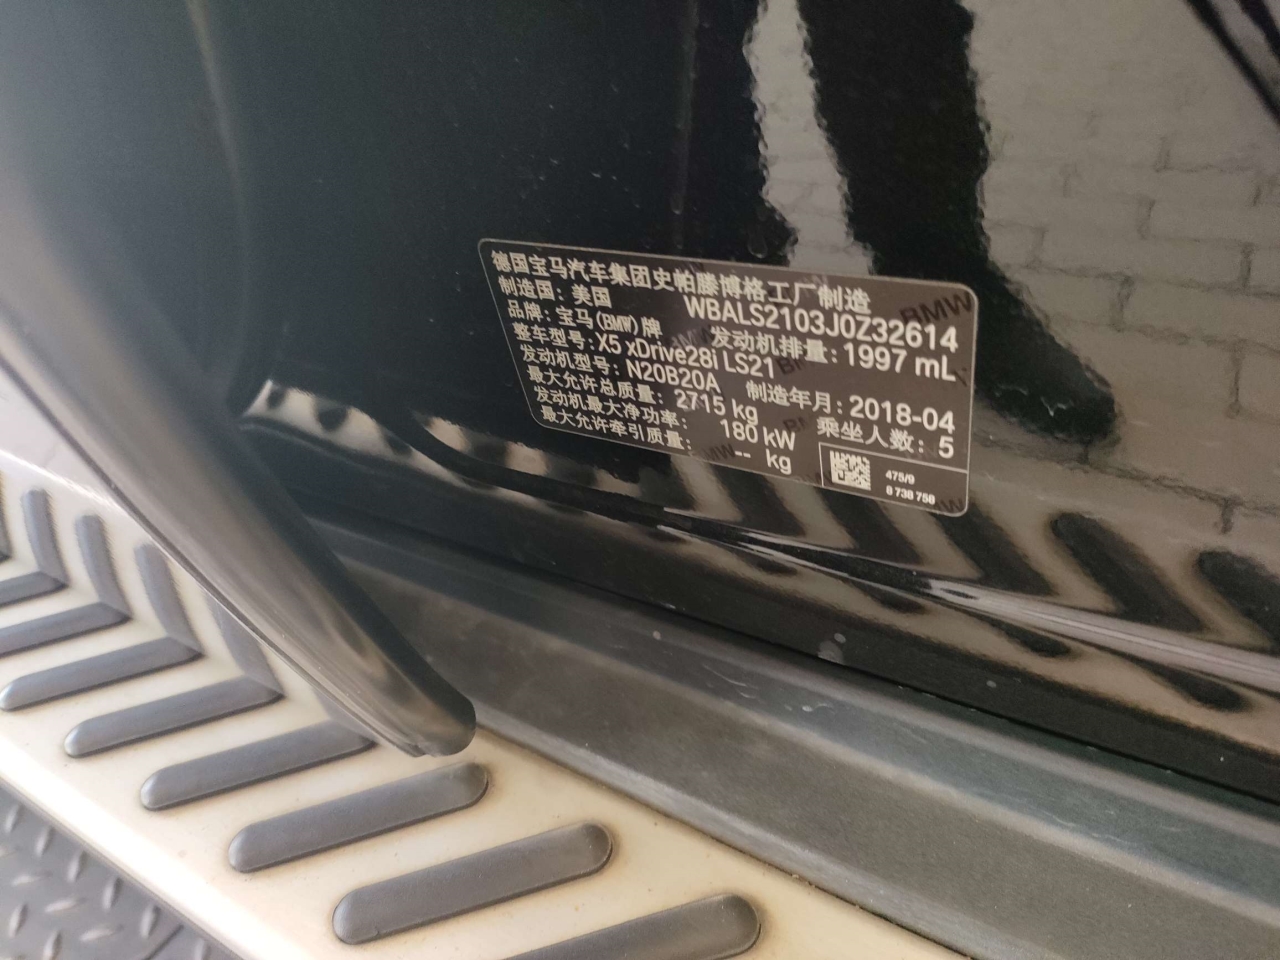 德国宝马汽车集团史帕滕博格工厂制造
制造国: 美国 WBALS2103J0Z32614
品牌: 宝马(BMW)牌 发动机排量: 1997 mL
整车型号: X5 xDrive28i LS21
发动机型号: N20B20A 制造年月: 2018-04
最大允许总质量: 2715 kg 乘坐人数: 5
发动机最大净功率: 180 kW
最大允许牵引质量: -- kg
475/9
8 738 750
BMW